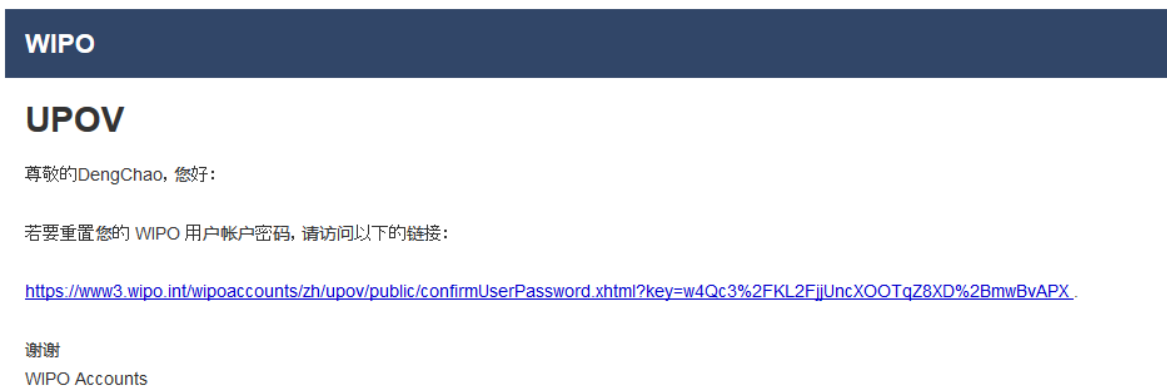 WIPO
UPOV
尊敬的DengChao, 您好：
若要重置您的 WIPO 用户帐户密码, 请访问以下的链接：
https://www3.wipo.int/wipoaccounts/zh/upov/public/confirmUserPassword.xhtml?key=w4Qc3%2FKL2FjjUncXOOTqZ8XD%2BmwBvAPX .
谢谢
WIPO Accounts